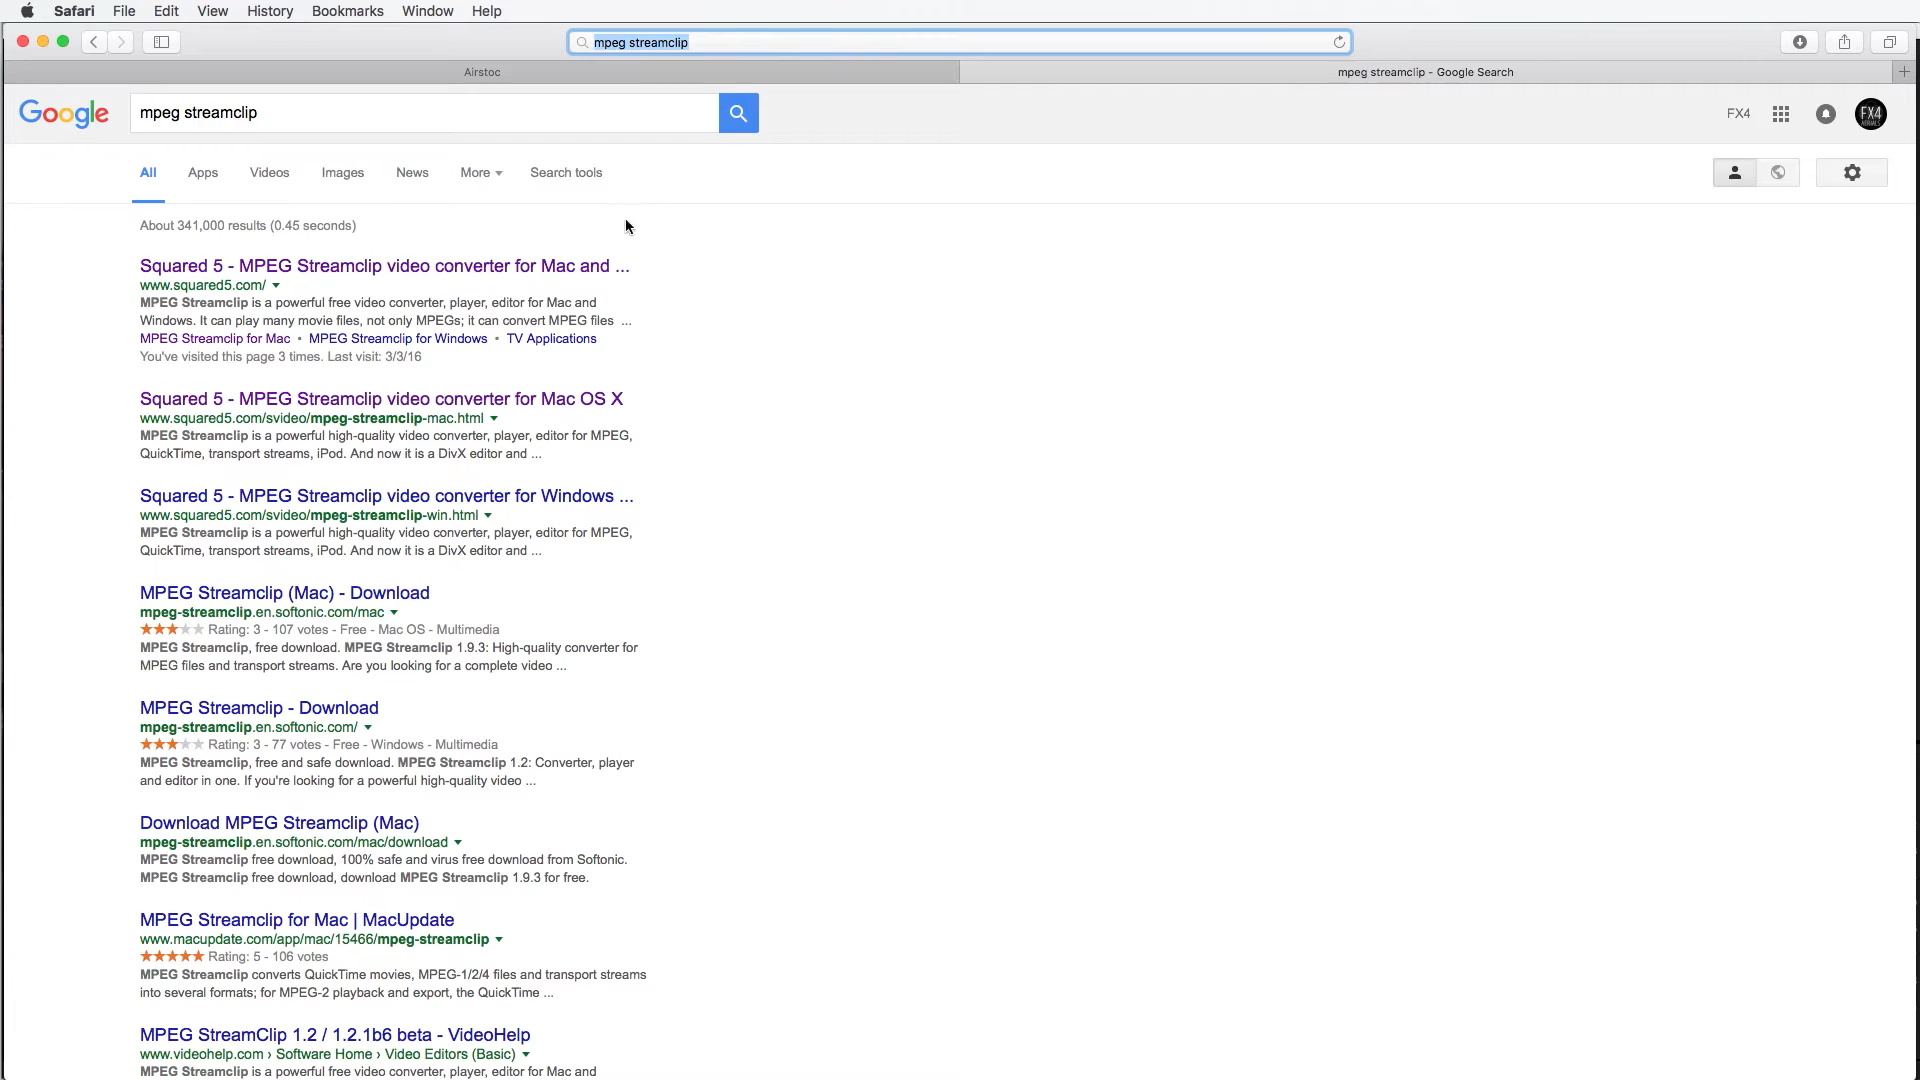 Safari File Edit View History Bookmarks Window Help
mpeg streamclip
Airstoc
mpeg streamclip - Google Search
Google
mpeg streamclip
FX4
FX4
All Apps Videos Images News More Search tools
About 341,000 results (0.45 seconds)
Squared 5 - MPEG Streamclip video converter for Mac and ...
www.squared5.com/
MPEG Streamclip is a powerful free video converter, player, editor for Mac and
Windows. It can play many movie files, not only MPEGs; it can convert MPEG files ...
MPEG Streamclip for Mac • MPEG Streamclip for Windows • TV Applications
You've visited this page 3 times. Last visit: 3/3/16
Squared 5 - MPEG Streamclip video converter for Mac OS X
www.squared5.com/svideo/mpeg-streamclip-mac.html
MPEG Streamclip is a powerful high-quality video converter, player, editor for MPEG,
QuickTime, transport streams, iPod. And now it is a DivX editor and ...
Squared 5 - MPEG Streamclip video converter for Windows ...
www.squared5.com/svideo/mpeg-streamclip-win.html
MPEG Streamclip is a powerful high-quality video converter, player, editor for MPEG,
QuickTime, transport streams, iPod. And now it is a DivX editor and ...
MPEG Streamclip (Mac) - Download
mpeg-streamclip.en.softonic.com/mac
Rating: 3 - 107 votes - Free - Mac OS - Multimedia
MPEG Streamclip, free download. MPEG Streamclip 1.9.3: High-quality converter for
MPEG files and transport streams. Are you looking for a complete video ...
MPEG Streamclip - Download
mpeg-streamclip.en.softonic.com/
Rating: 3 - 77 votes - Free - Windows - Multimedia
MPEG Streamclip, free and safe download. MPEG Streamclip 1.2: Converter, player
and editor in one. If you're looking for a powerful high-quality video ...
Download MPEG Streamclip (Mac)
mpeg-streamclip.en.softonic.com/mac/download
MPEG Streamclip free download, 100% safe and virus free download from Softonic.
MPEG Streamclip free download, download MPEG Streamclip 1.9.3 for free.
MPEG Streamclip for Mac | MacUpdate
www.macupdate.com/app/mac/15466/mpeg-streamclip
Rating: 5 - 106 votes
MPEG Streamclip converts QuickTime movies, MPEG-1/2/4 files and transport streams
into several formats; for MPEG-2 playback and export, the QuickTime ...
MPEG StreamClip 1.2 / 1.2.1b6 beta - VideoHelp
www.videohelp.com › Software Home › Video Editors (Basic)
MPEG Streamclip is a powerful free video converter, player, editor for Mac and